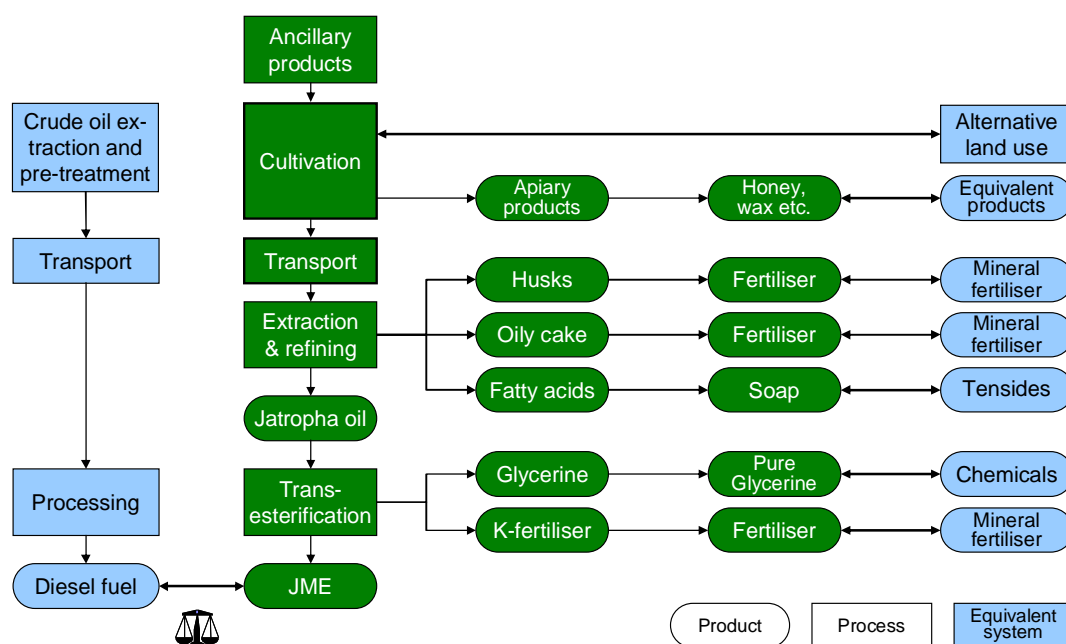 Ancillary
products
Crude oil ex-
traction and
pre-treatment
Cultivation
Alternative
land use
Apiary
products
Honey,
wax etc.
Equivalent
products
Transport
Transport
Husks
Fertiliser
Mineral
fertiliser
Extraction
& refining
Oily cake
Fertiliser
Mineral
fertiliser
Fatty acids
Soap
Tensides
Jatropha oil
Processing
Trans-
esterification
Glycerine
Pure
Glycerine
Chemicals
K-fertiliser
Fertiliser
Mineral
fertiliser
Diesel fuel
JME
Product
Process
Equivalent
system